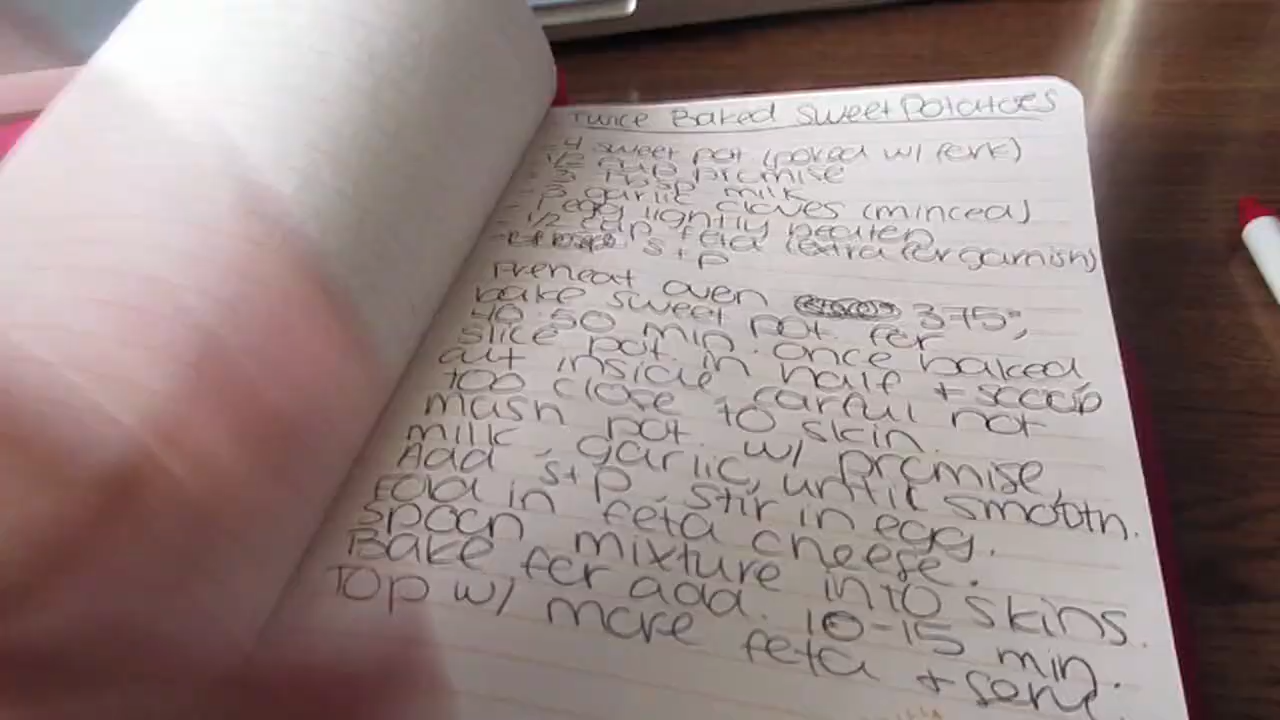 Twice Baked Sweet Potatoes
- 4 sweet pot (poked w/ fork)
- 1/2 cup promise
- 3 tbsp milk
- 3 garlic cloves (minced)
- 1 egg lightly beaten
- 1/2 cup feta (extra for garnish)
- s+p
Preheat oven 375°,
bake sweet pot. for
40-50 min. once baked
slice pot. in half + scoop
out inside, careful not
too close to skin.
Mash pot. w/ promise,
milk, garlic, until smooth.
Add s+p. Stir in egg.
Fold in feta cheese.
Spoon mixture into skins.
Bake for add. 10-15 min.
Top w/ more feta +